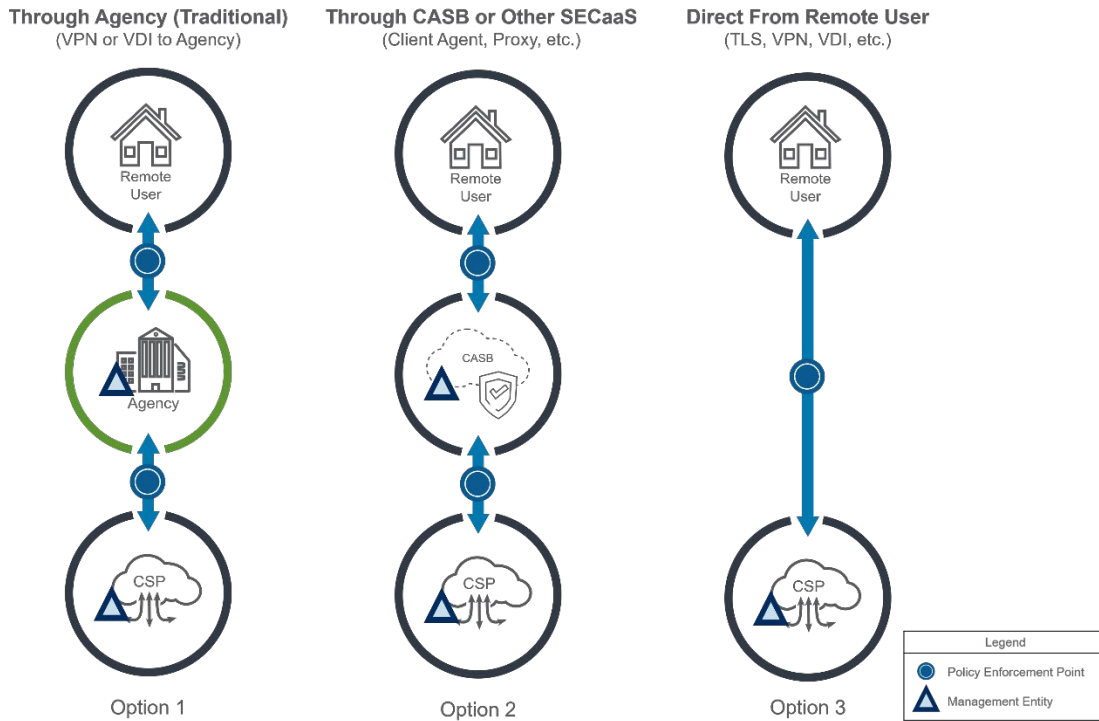 Through Agency (Traditional)
(VPN or VDI to Agency)
Through CASB or Other SECaaS
(Client Agent, Proxy, etc.)
Direct From Remote User
(TLS, VPN, VDI, etc.)
Remote
User
Remote
User
Remote
User
Agency
CASB
CSP
CSP
CSP
Option 1
Option 2
Option 3
Legend
Policy Enforcement Point
Management Entity